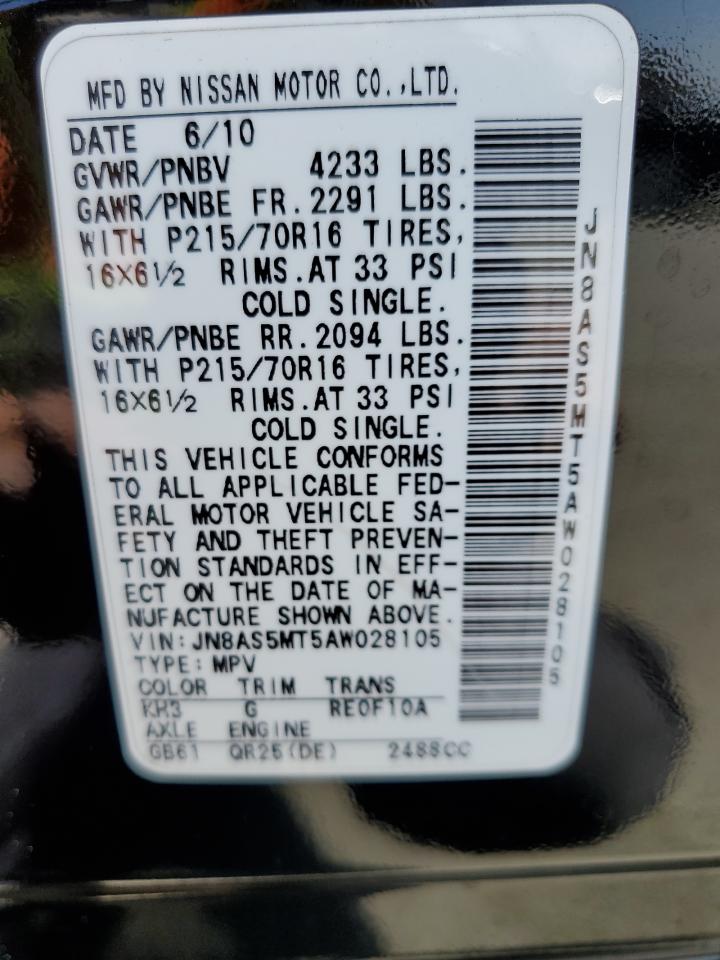 MFD BY NISSAN MOTOR CO.,LTD.
DATE 6/10
GVWR/PNBV 4233 LBS.
GAWR/PNBE FR. 2291 LBS.
WITH P215/70R16 TIRES,
16X6½ RIMS. AT 33 PSI
COLD SINGLE.
GAWR/PNBE RR. 2094 LBS.
WITH P215/70R16 TIRES,
16X6½ RIMS. AT 33 PSI
COLD SINGLE.
THIS VEHICLE CONFORMS
TO ALL APPLICABLE FED-
ERAL MOTOR VEHICLE SA-
FETY AND THEFT PREVEN-
TION STANDARDS IN EFF-
ECT ON THE DATE OF MA-
NUFACTURE SHOWN ABOVE.
VIN:JN8AS5MT5AW028105
TYPE:MPV
COLOR TRIM TRANS
KH3 G RE0F10A
AXLE ENGINE
GB61 QR25(DE) 2488CC
JN8AS5MT5AW028105